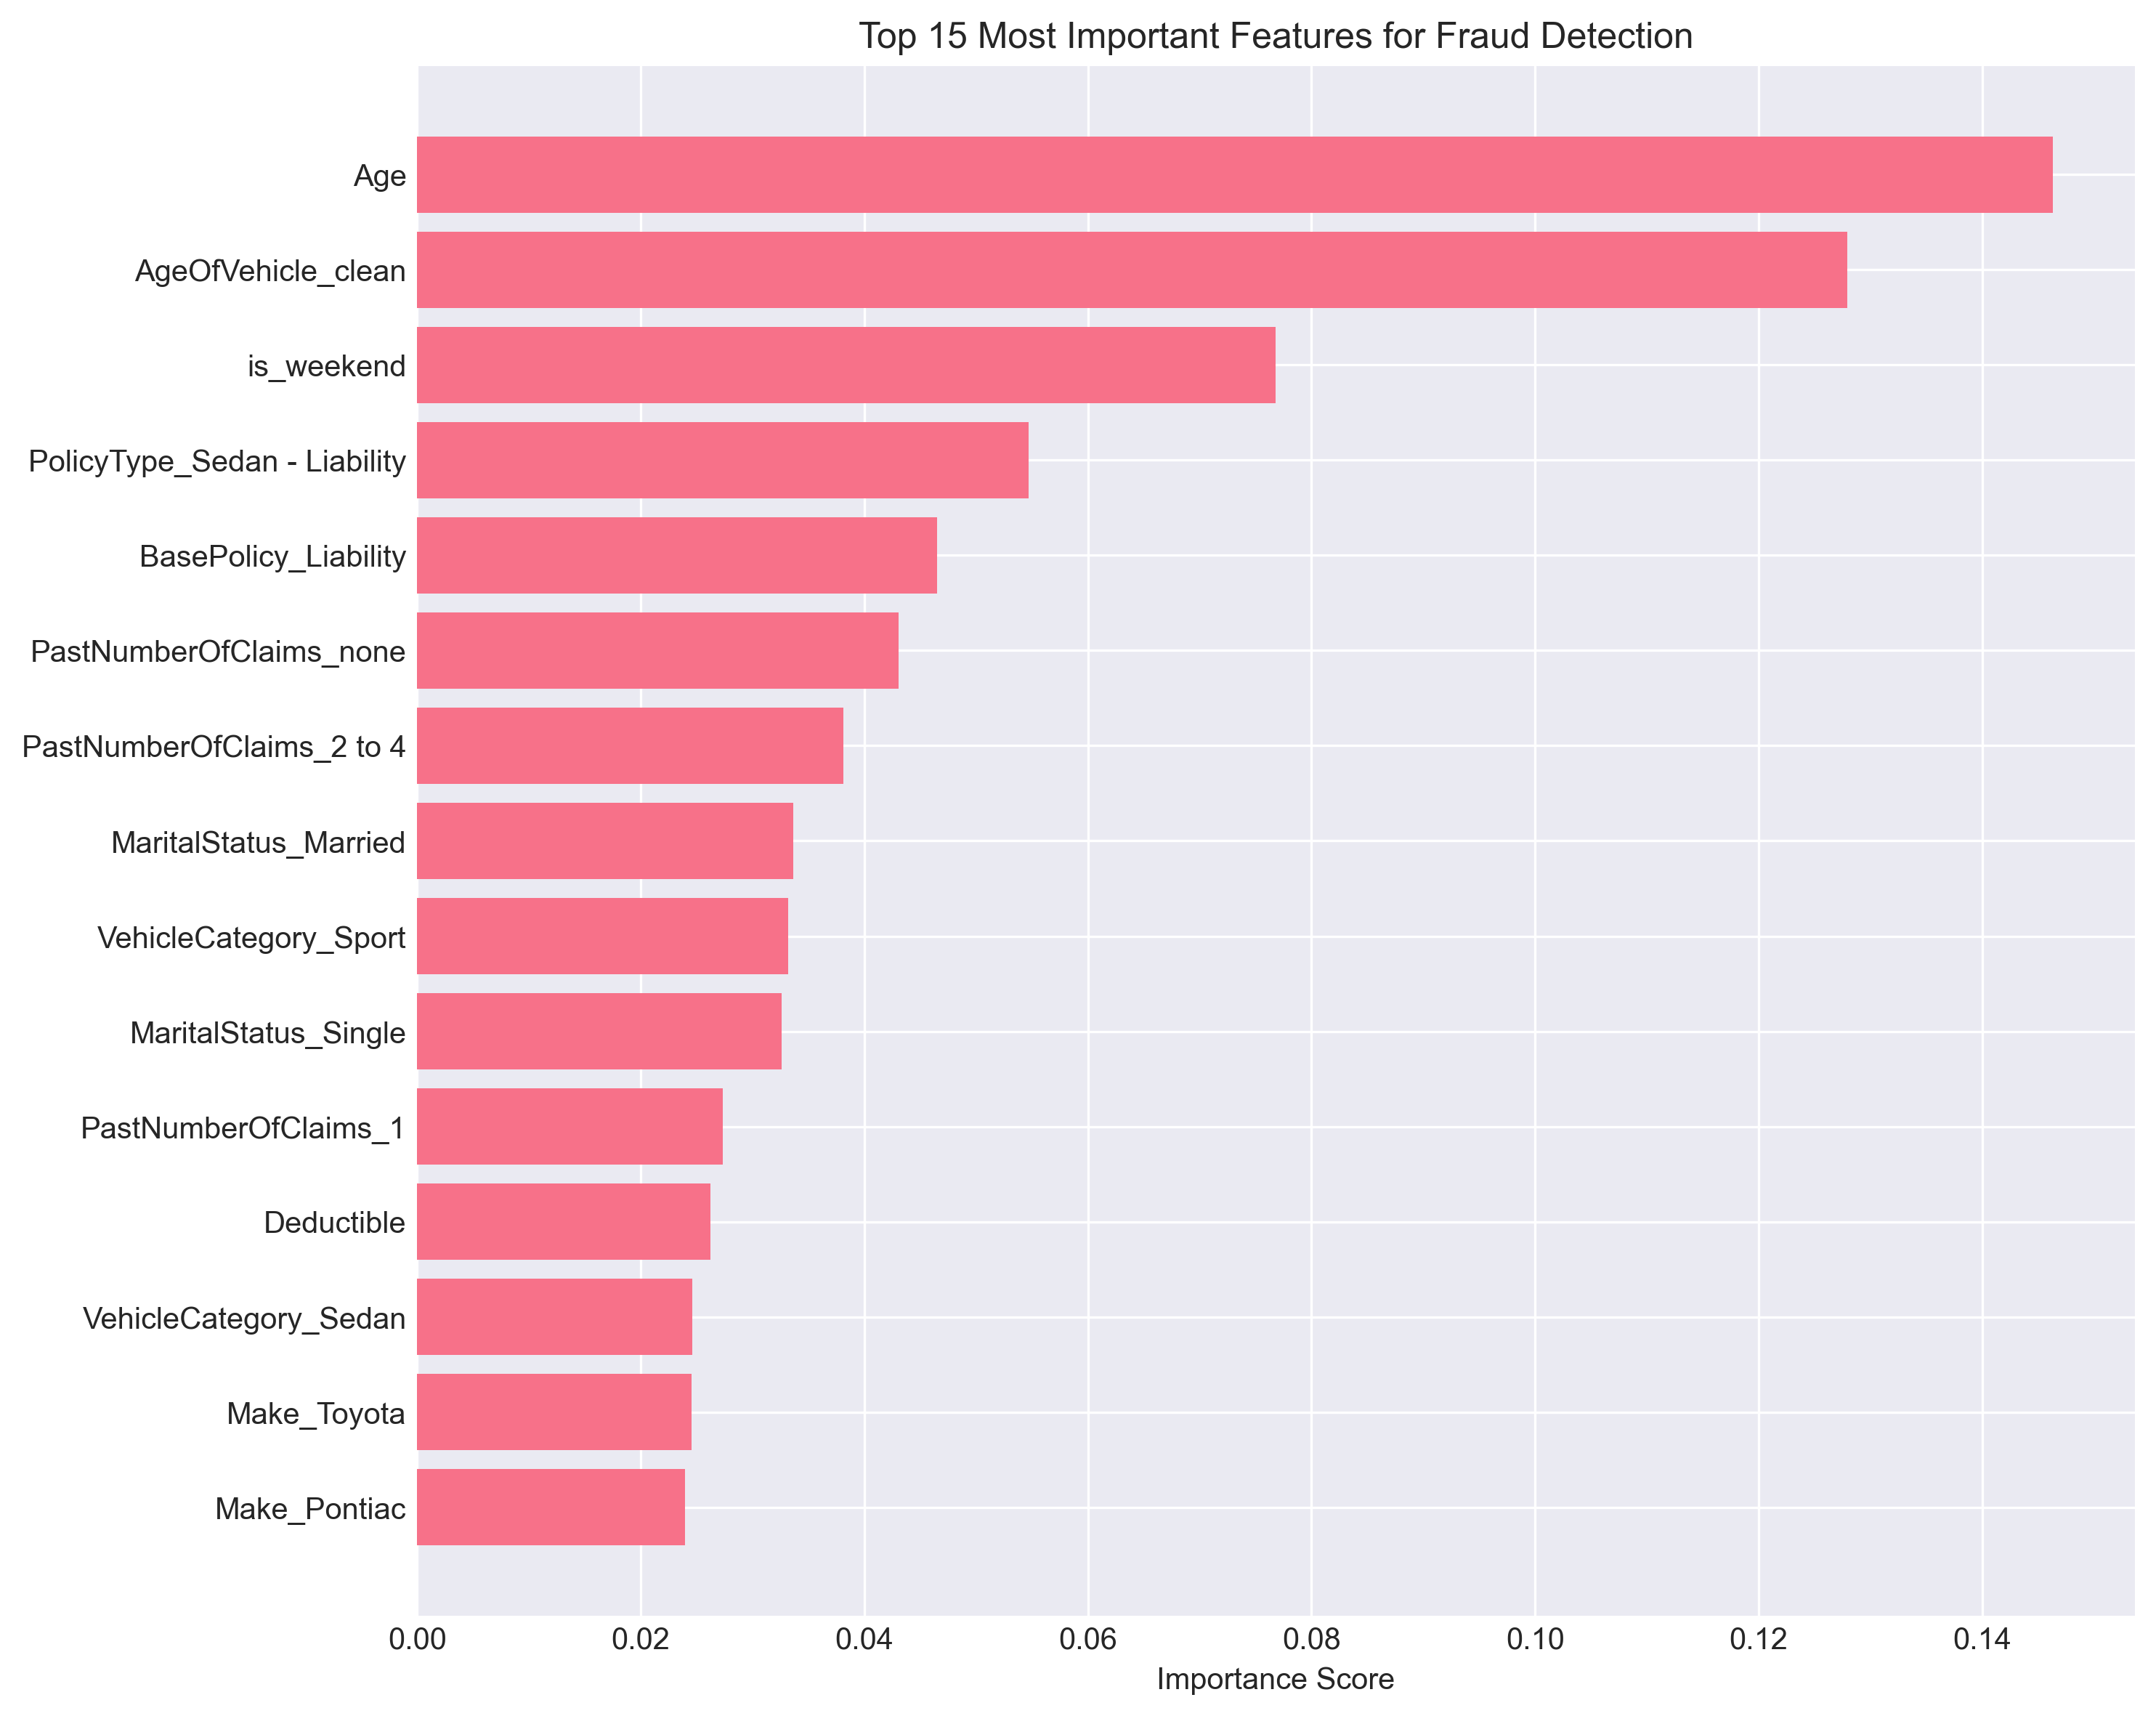 Top 15 Most Important Features for Fraud Detection
Age
AgeOfVehicle_clean
is_weekend
PolicyType_Sedan - Liability
BasePolicy_Liability
PastNumberOfClaims_none
PastNumberOfClaims_2 to 4
MaritalStatus_Married
VehicleCategory_Sport
MaritalStatus_Single
PastNumberOfClaims_1
Deductible
VehicleCategory_Sedan
Make_Toyota
Make_Pontiac
0.00 0.02 0.04 0.06 0.08 0.10 0.12 0.14
Importance Score